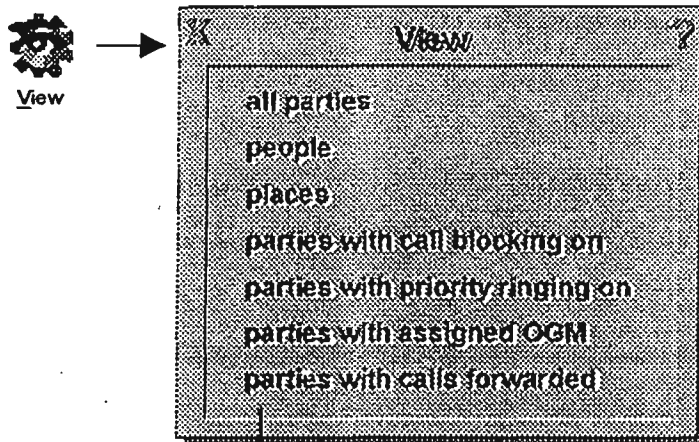 View
X View ?
all parties
people
places
parties with call blocking on
parties with priority ringing on
parties with assigned OGM
parties with calls forwarded